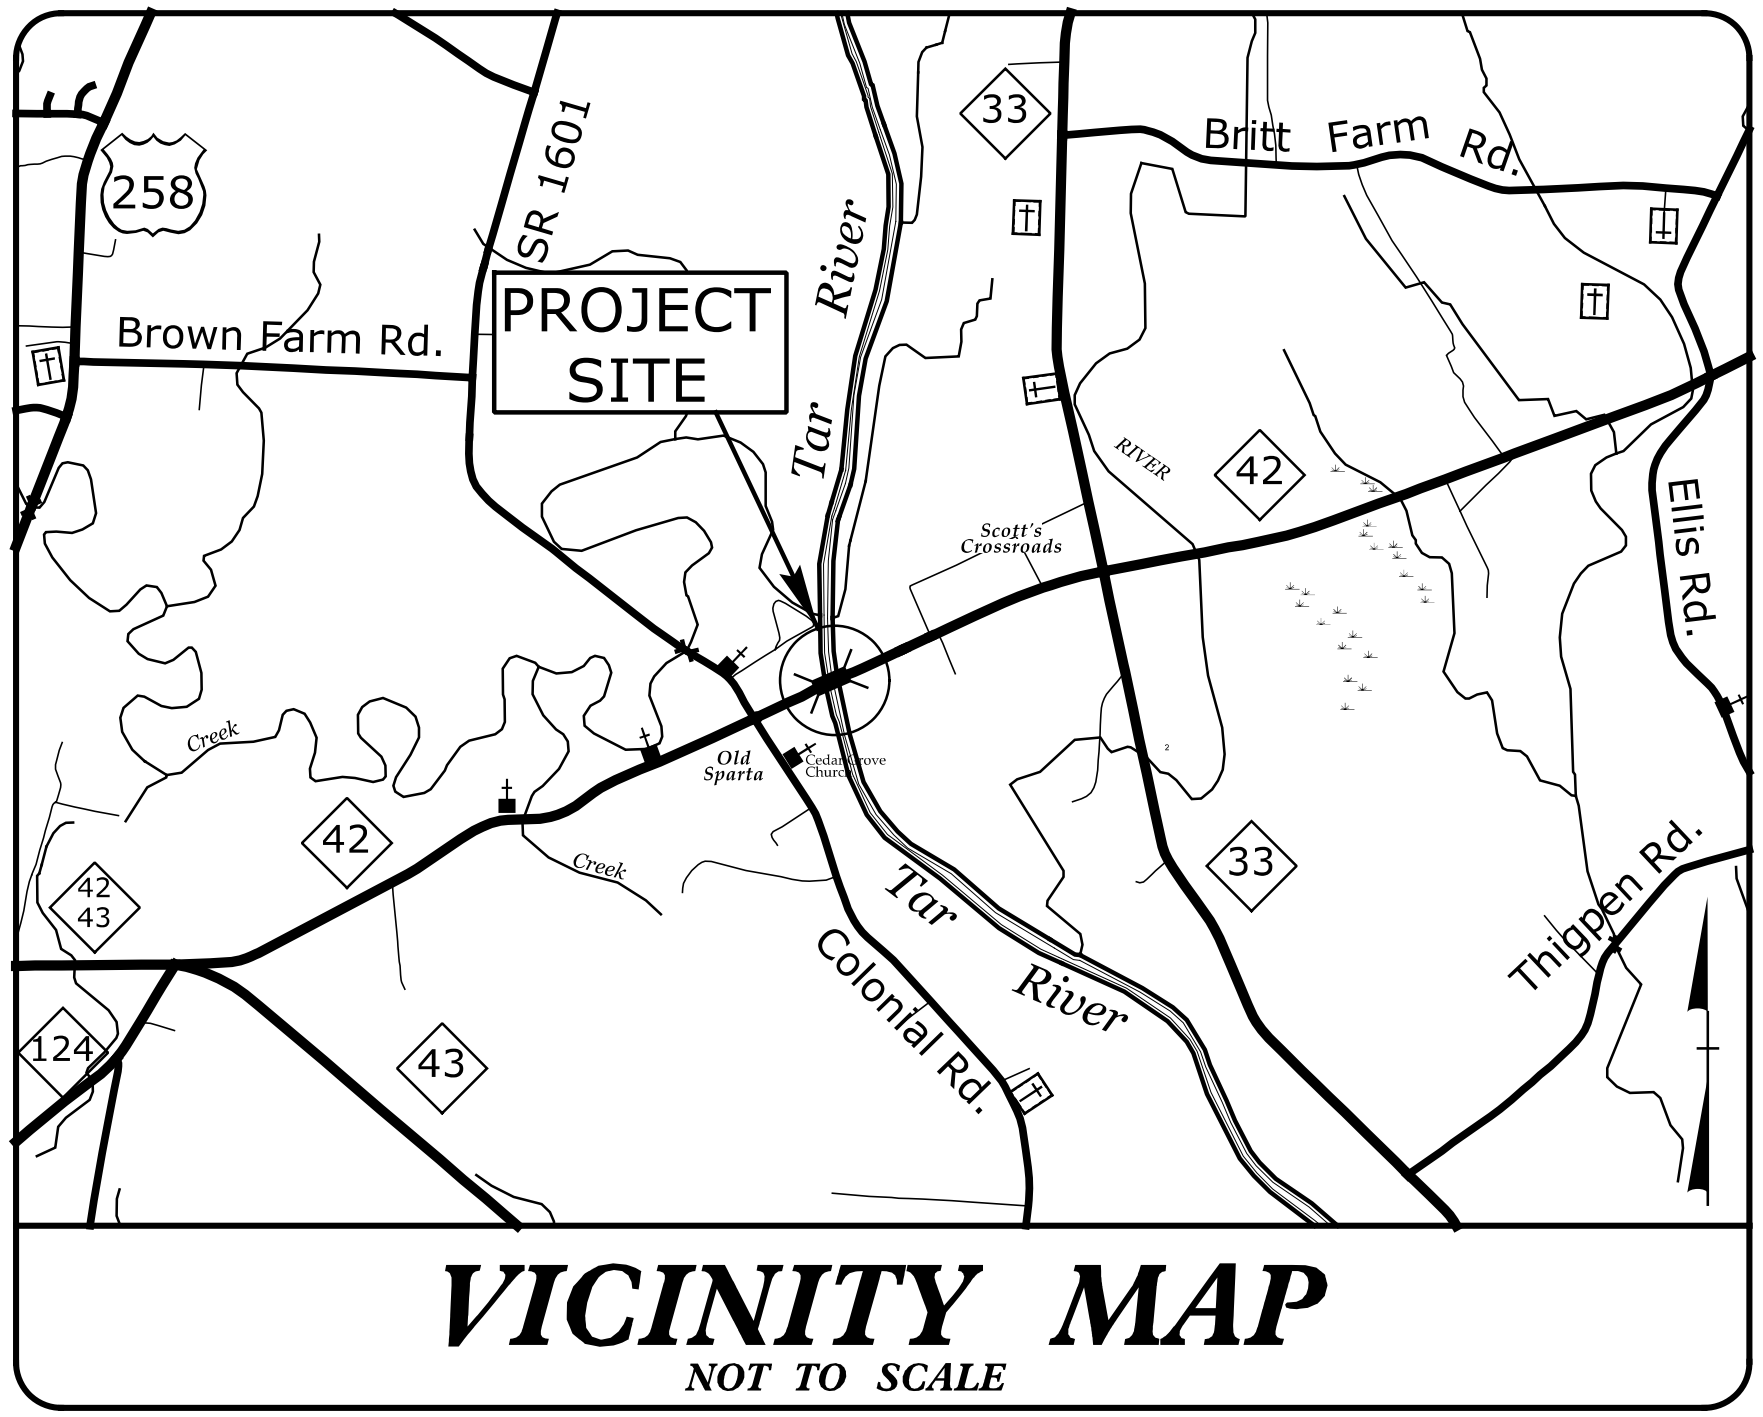 33
Britt Farm Rd.
SR 1601
258
River
Tar
PROJECT
SITE
Brown Farm Rd.
RIVER
42
Ellis Rd.
Scott's
Crossroads
Creek
Old
Sparta
Cedar Grove
Church
2
42
Creek
42
43
33
Thigpen Rd.
Tar
River
Colonial Rd.
124
43
VICINITY MAP
NOT TO SCALE